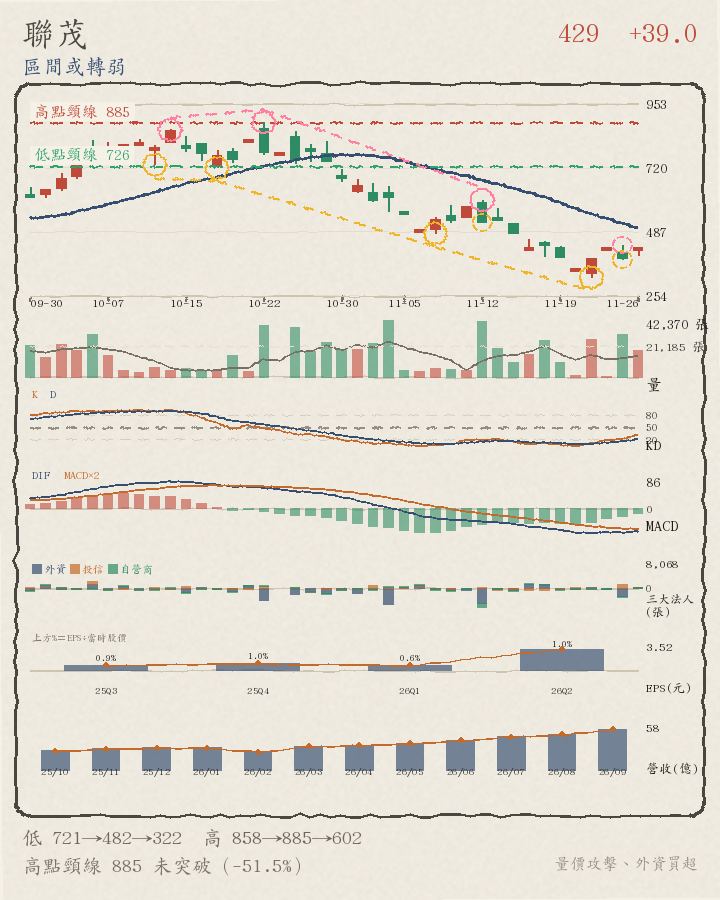 聯茂
429 +39.0
區間或轉弱
高點頸線 885
953
低點頸線 726
720
487
254
09-30 10-07 10-15 10-22 10-30 11-05 11-12 11-19 11-26
42,370 張
21,185 張
量
K D
80
50
20
KD
DIF MACD×2
86
0
MACD
外資 投信 自營商
8,068
0
三大法人
(張)
上方%=EPS÷當時股價
0.9% 1.0% 0.6% 1.0%
3.52
25Q3 25Q4 26Q1 26Q2
EPS(元)
58
25/10 25/11 25/12 26/01 26/02 26/03 26/04 26/05 26/06 26/07 26/08 26/09
營收(億)
低 721→482→322 高 858→885→602
高點頸線 885 未突破 (-51.5%)
量價攻擊、外資買超